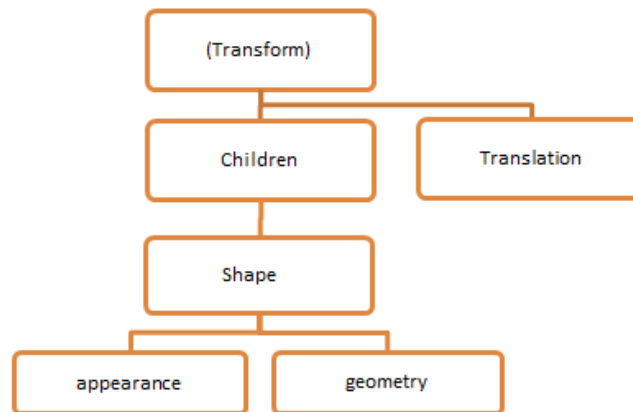 (Transform)
Children
Translation
Shape
appearance
geometry